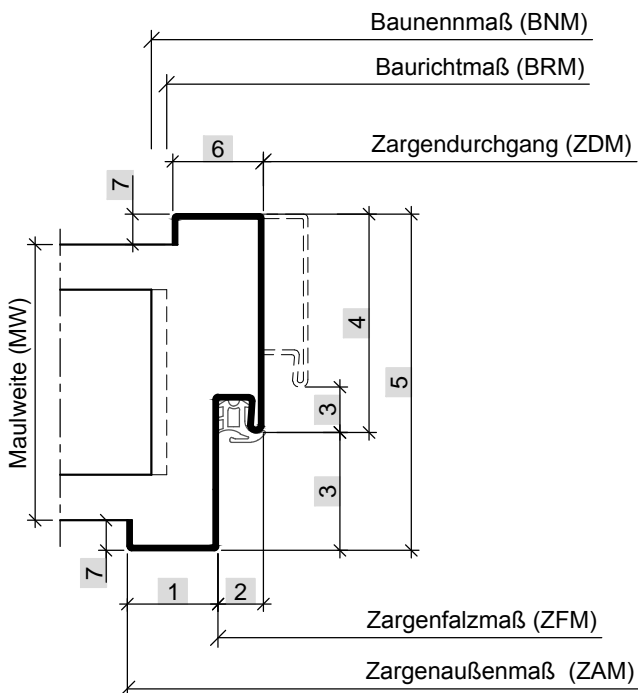 Baunennmaß (BNM)
Baurichtmaß (BRM)
6
Zargendurchgang (ZDM)
7
Maulweite (MW)
4
5
3
3
7
1
2
Zargenfalzmaß (ZFM)
Zargenaußenmaß (ZAM)